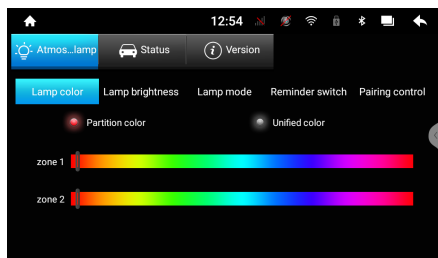 12:54
Atmos...lamp Status Version
Lamp color Lamp brightness Lamp mode Reminder switch Pairing control
Partition color Unified color
zone 1
zone 2